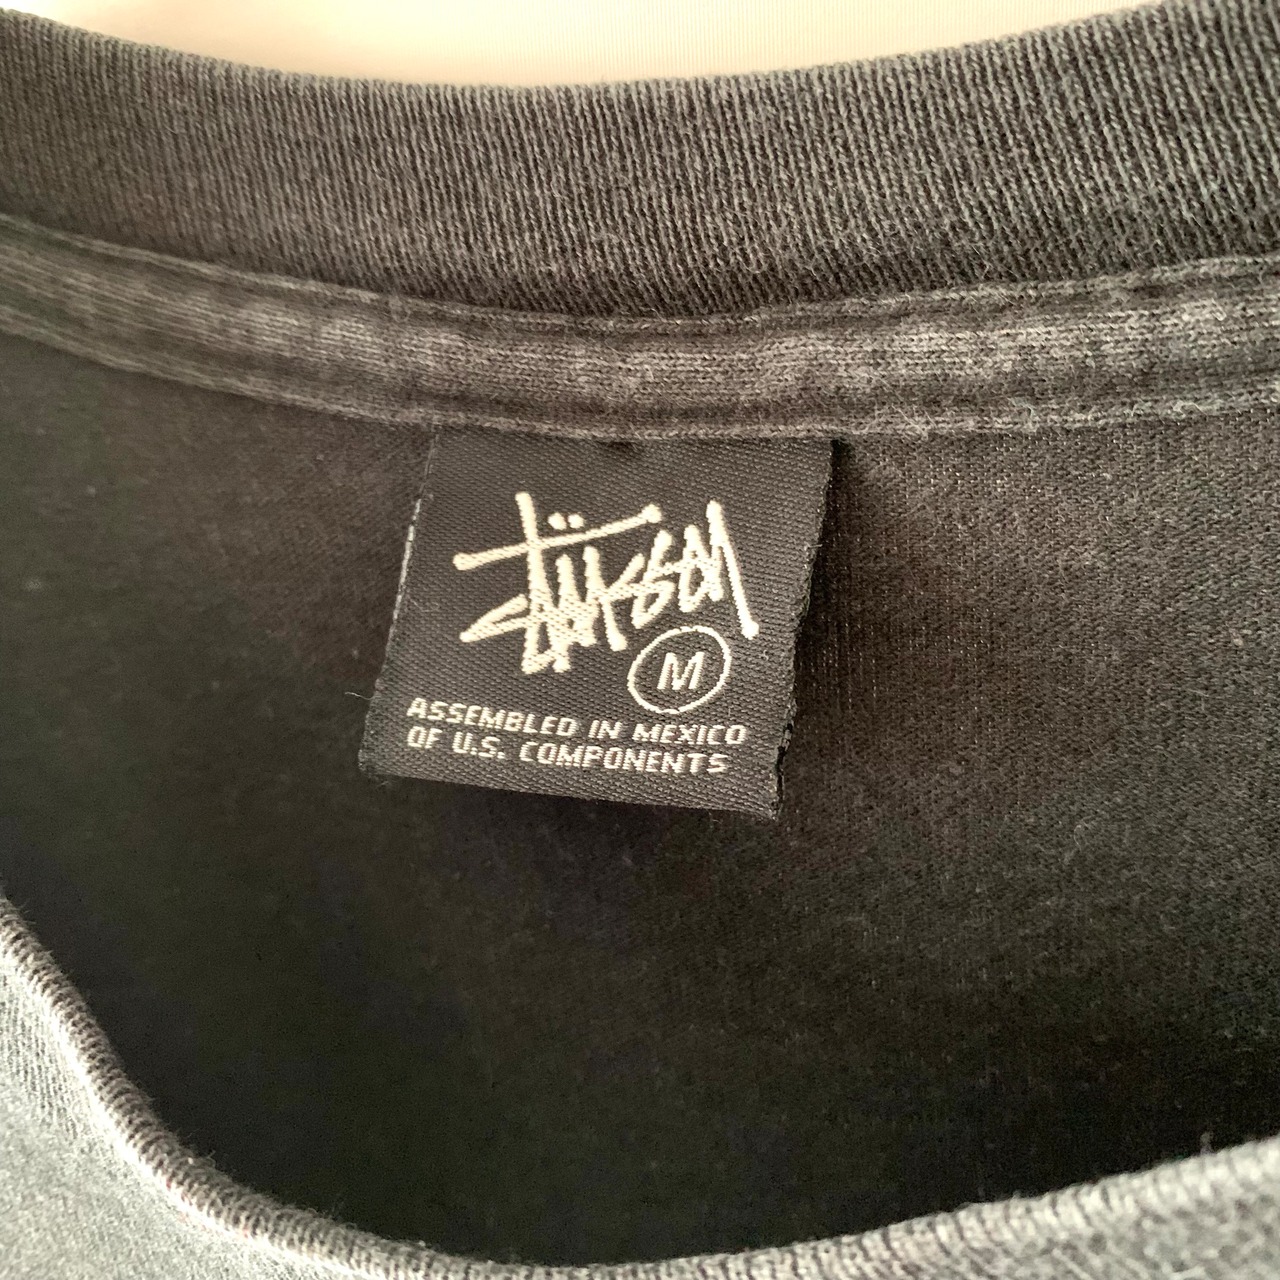 Stüssy
M
ASSEMBLED IN MEXICO
OF U.S. COMPONENTS